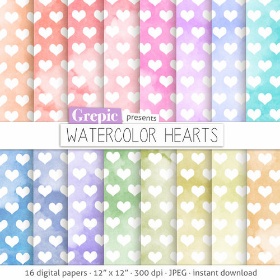 Grepic presents
WATERCOLOR HEARTS
16 digital papers - 12" x 12" - 300 dpi - JPEG - instant download